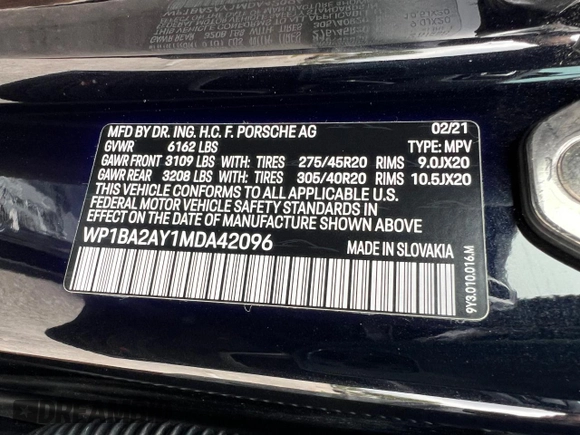 MFD BY DR. ING. H.C. F. PORSCHE AG 02/21
GVWR 6162 LBS TYPE: MPV
GAWR FRONT 3109 LBS WITH: TIRES 275/45R20 RIMS 9.0JX20
GAWR REAR 3208 LBS WITH: TIRES 305/40R20 RIMS 10.5JX20
THIS VEHICLE CONFORMS TO ALL APPLICABLE U.S.
FEDERAL MOTOR VEHICLE SAFETY STANDARDS IN
EFFECT ON THE DATE OF MANUFACTURE SHOWN ABOVE
WP1BA2AY1MDA42096 MADE IN SLOVAKIA
9Y3.010.016.M